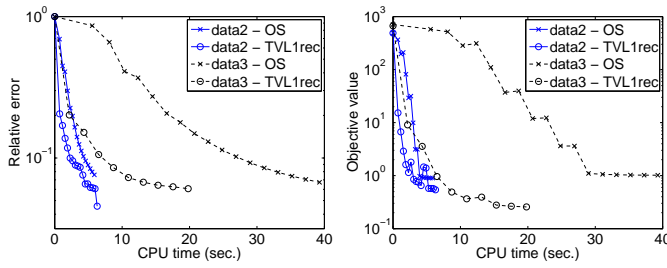 10^0
10^-1
0
10
20
30
40
CPU time (sec.)
Relative error
data2 − OS
data2 − TVL1rec
data3 − OS
data3 − TVL1rec
10^3
10^2
10^1
10^0
10^-1
0
10
20
30
40
CPU time (sec.)
Objective value
data2 − OS
data2 − TVL1rec
data3 − OS
data3 − TVL1rec